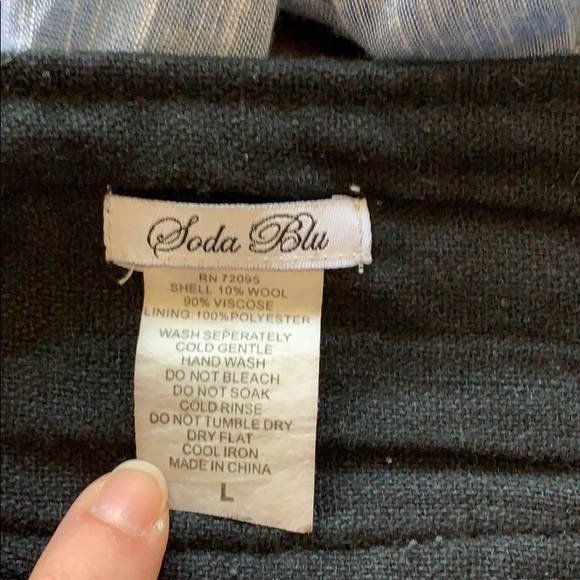 Soda Blu
RN 72095
SHELL 10% WOOL
90% VISCOSE
LINING:100%POLYESTER
WASH SEPERATELY
COLD GENTLE
HAND WASH
DO NOT BLEACH
DO NOT SOAK
COLD RINSE
DO NOT TUMBLE DRY
DRY FLAT
COOL IRON
MADE IN CHINA
L